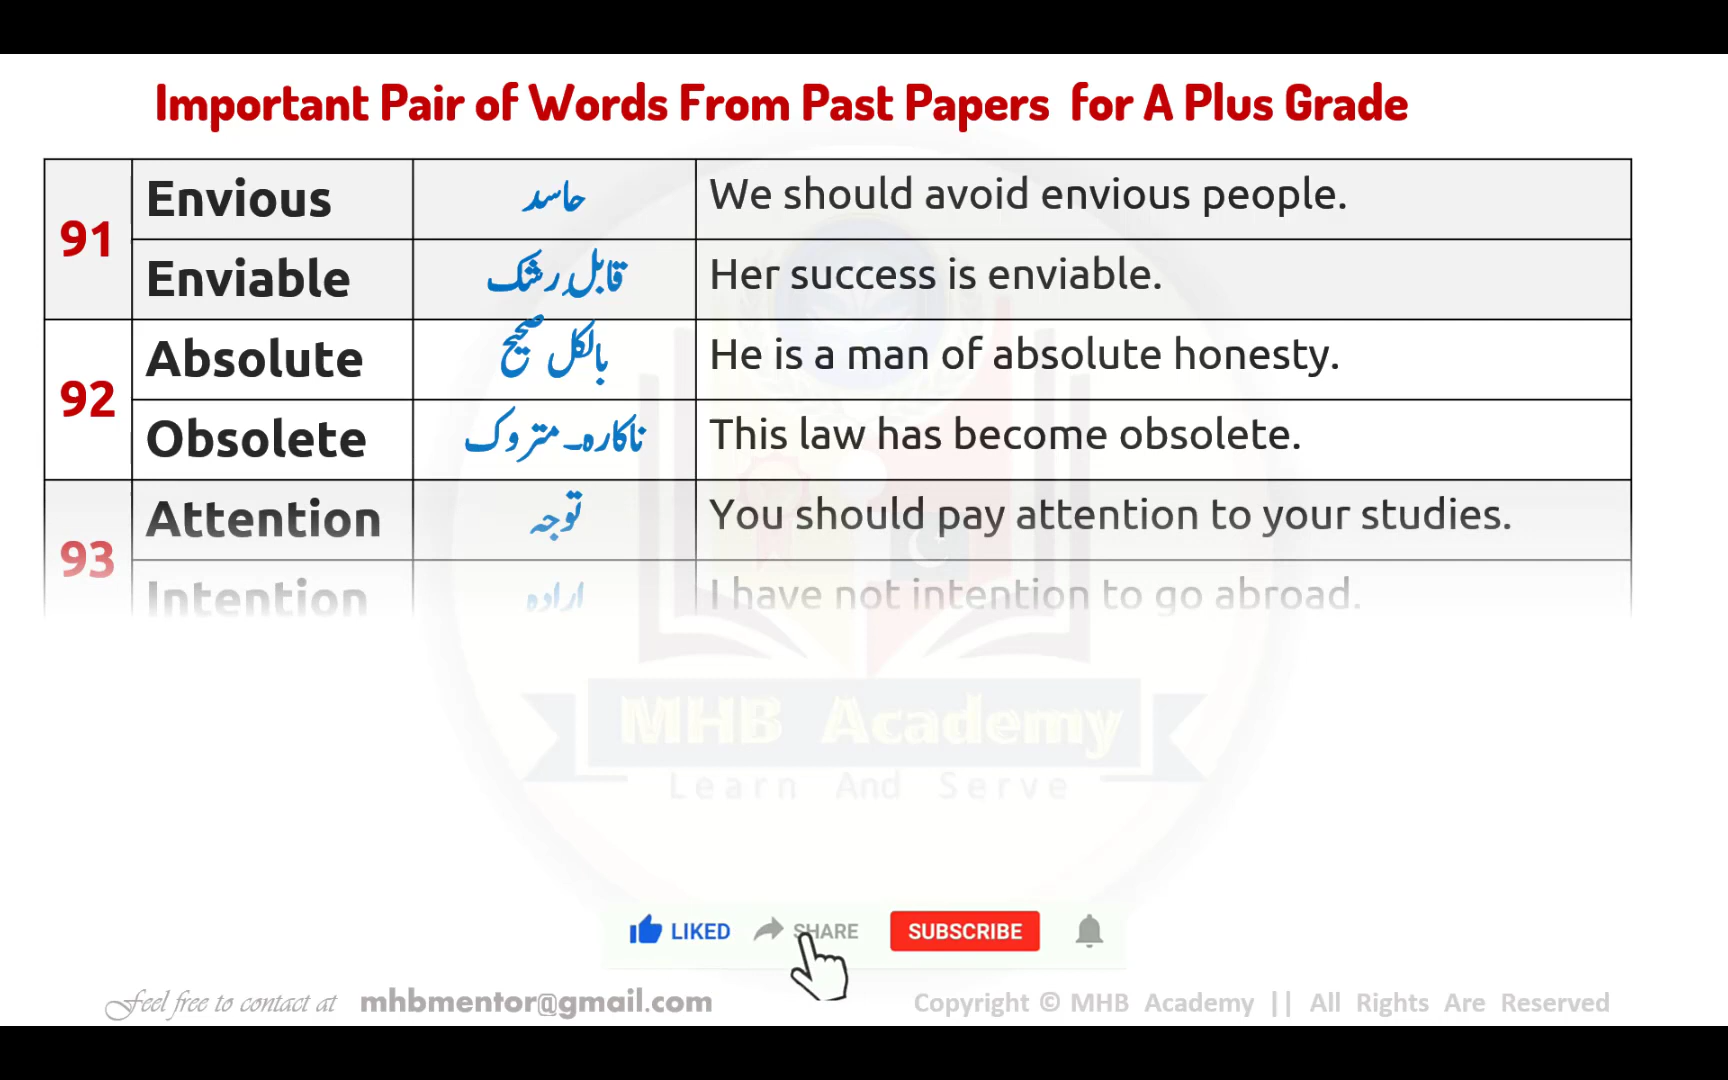 Important Pair of Words From Past Papers for A Plus Grade
91
Envious حاسد We should avoid envious people.
Enviable قابلِ رشک Her success is enviable.
92
Absolute بالکل صحیح He is a man of absolute honesty.
Obsolete ناکارہ۔ متروک This law has become obsolete.
93
Attention توجہ You should pay attention to your studies.
Intention ارادہ I have not intention to go abroad.
MHB Academy
Learn And Serve
LIKED SHARE SUBSCRIBE
Feel free to contact at mhbmentor@gmail.com Copyright © MHB Academy || All Rights Are Reserved